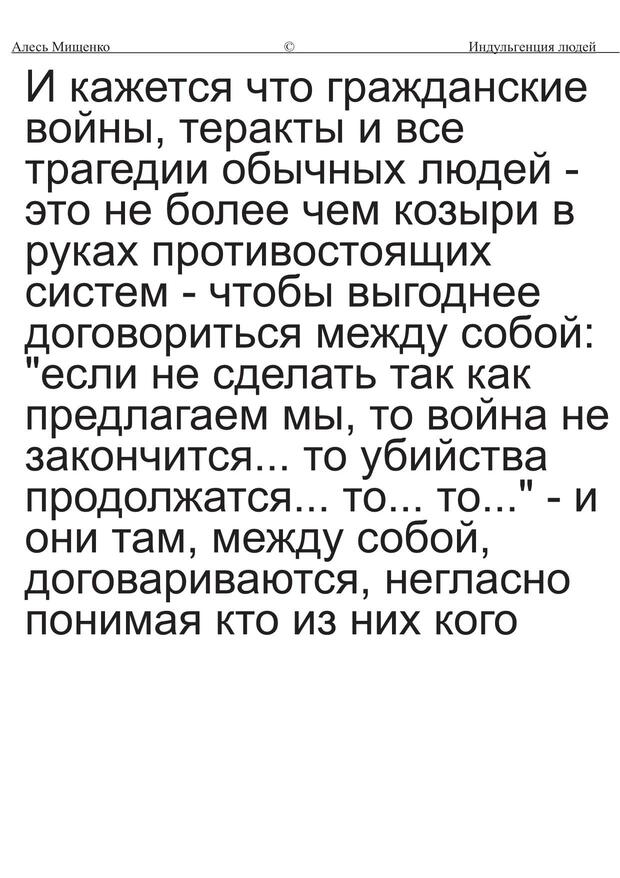 Алесь Мищенко © Индульгенция людей
И кажется что гражданские
войны, теракты и все
трагедии обычных людей -
это не более чем козыри в
руках противостоящих
систем - чтобы выгоднее
договориться между собой:
"если не сделать так как
предлагаем мы, то война не
закончится... то убийства
продолжатся... то... то..." - и
они там, между собой,
договариваются, негласно
понимая кто из них кого